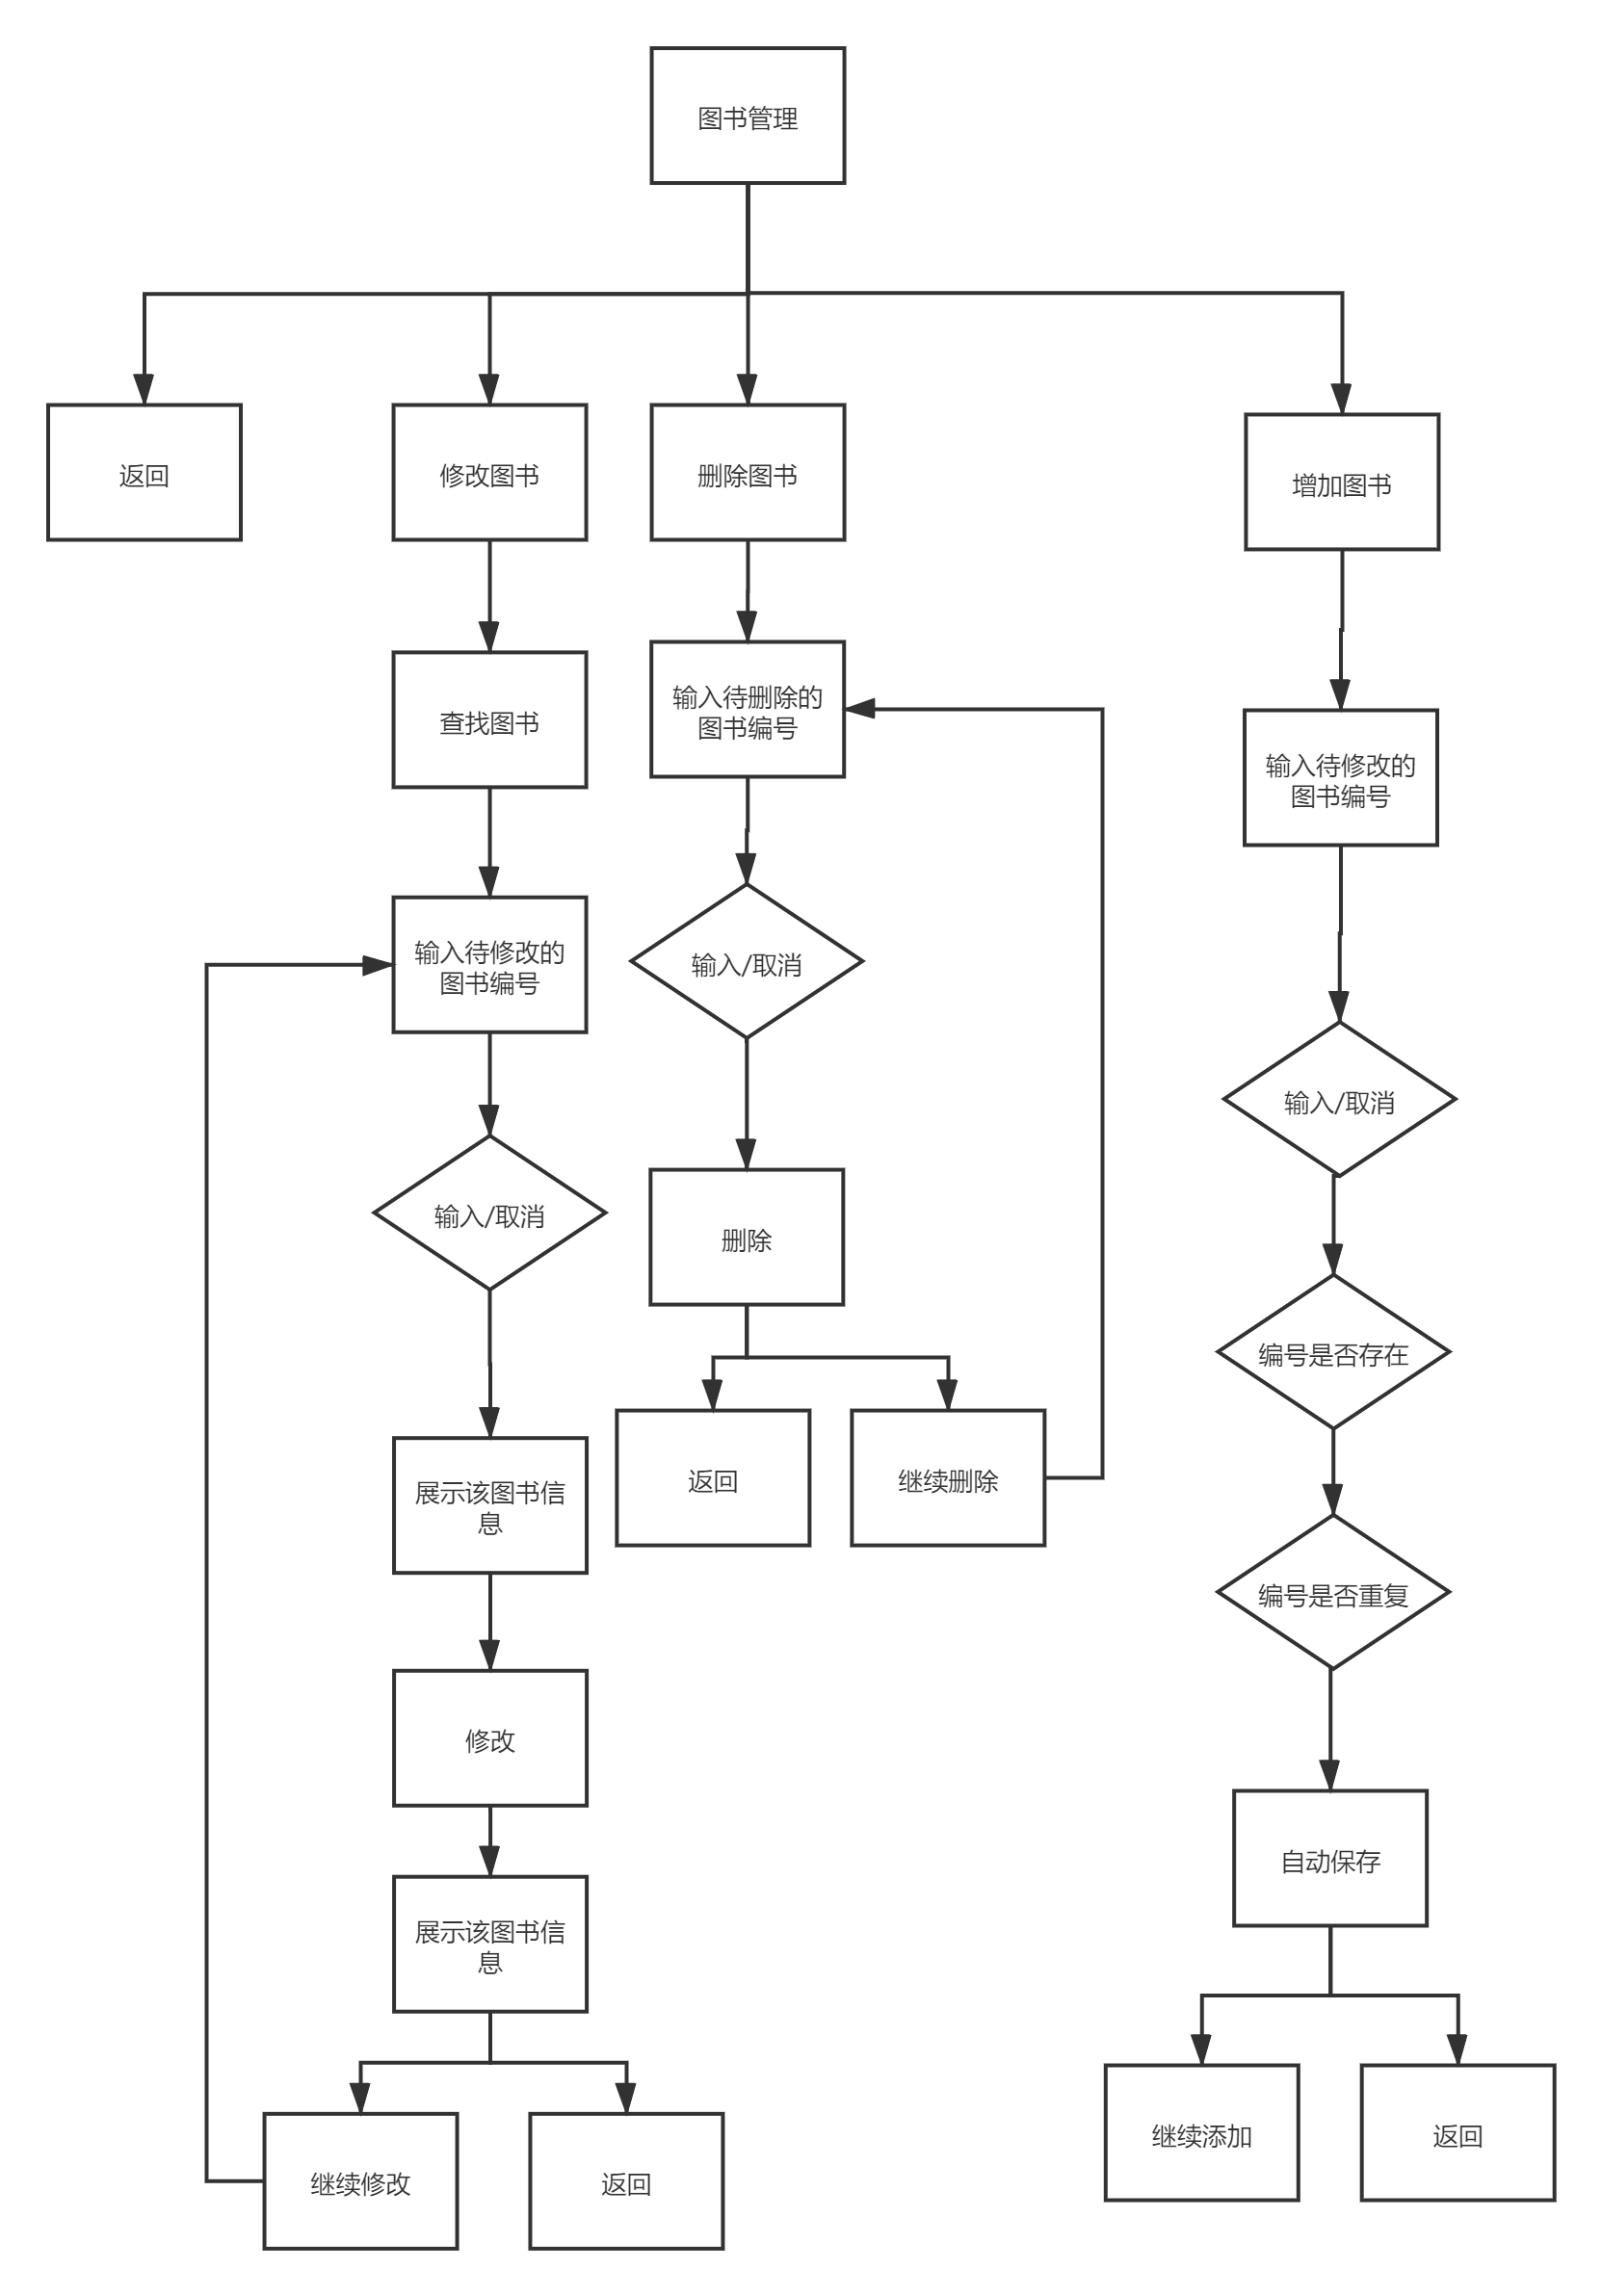 图书管理
返回
修改图书
删除图书
增加图书
查找图书
输入待删除的
图书编号
输入待修改的
图书编号
输入待修改的
图书编号
输入/取消
输入/取消
输入/取消
删除
编号是否存在
展示该图书信
息
返回
继续删除
编号是否重复
修改
自动保存
展示该图书信
息
继续添加
返回
继续修改
返回